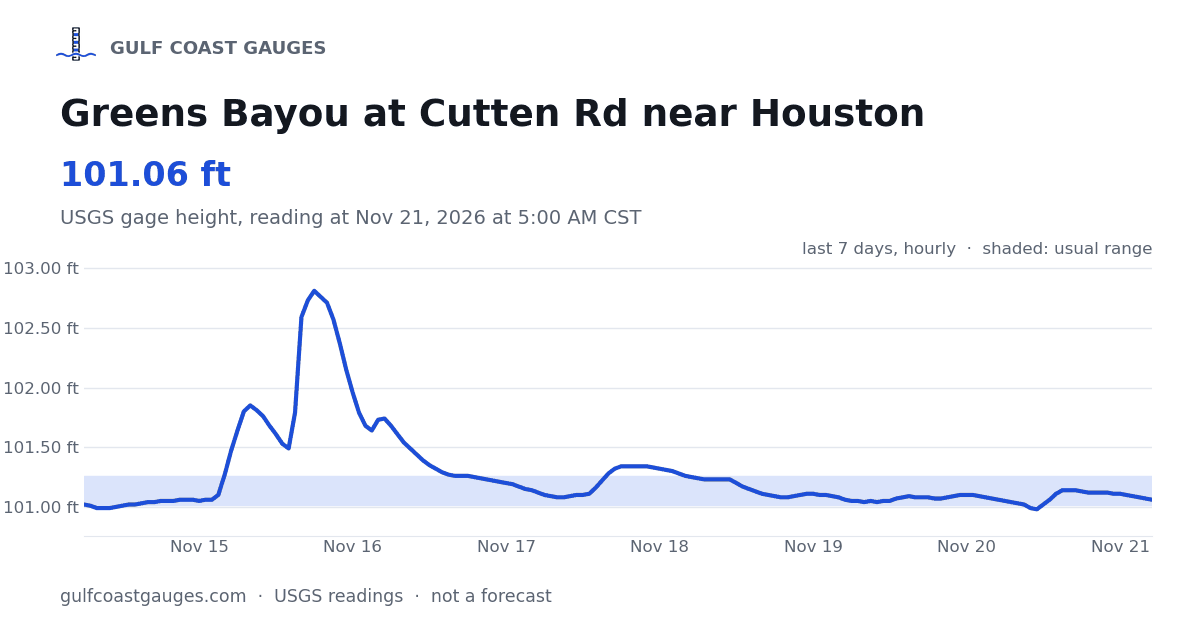 GULF COAST GAUGES
Greens Bayou at Cutten Rd near Houston
101.06 ft
USGS gage height, reading at Nov 21, 2026 at 5:00 AM CST
last 7 days, hourly · shaded: usual range
103.00 ft
102.50 ft
102.00 ft
101.50 ft
101.00 ft
Nov 15 Nov 16 Nov 17 Nov 18 Nov 19 Nov 20 Nov 21
gulfcoastgauges.com · USGS readings · not a forecast